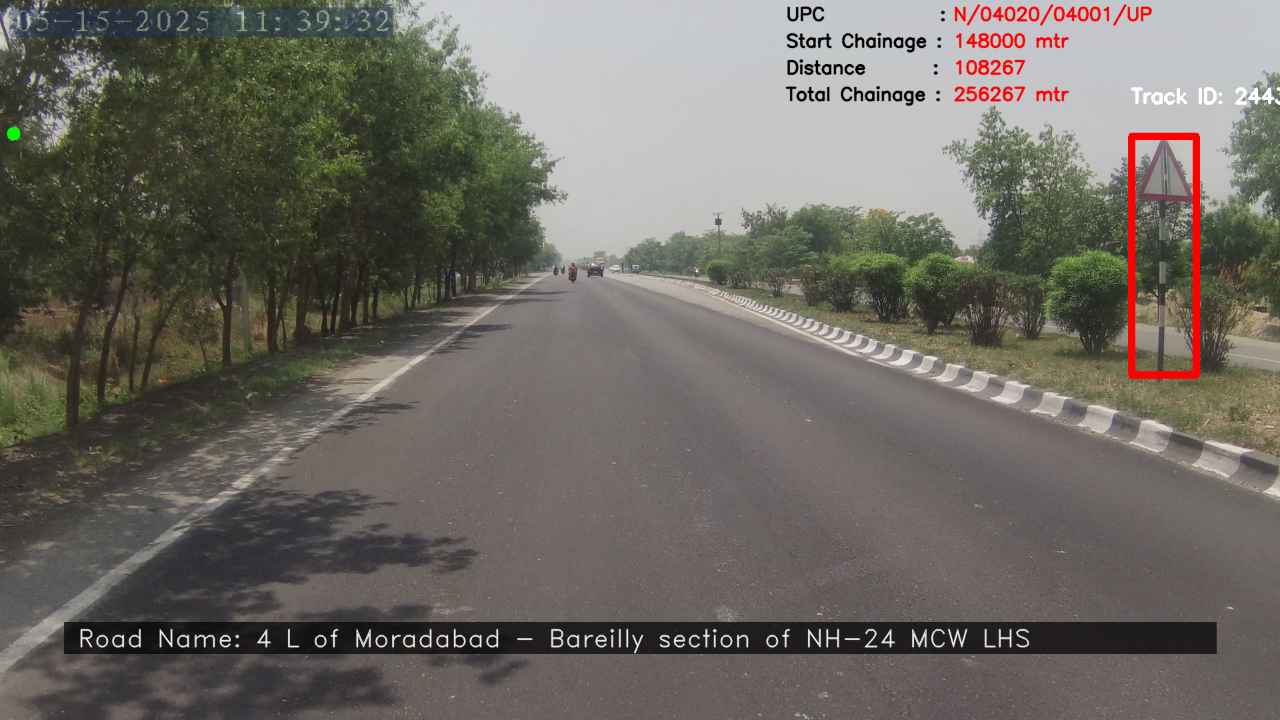 05-15-2025 11:39:32
UPC : N/04020/04001/UP
Start Chainage : 148000 mtr
Distance : 108267
Total Chainage : 256267 mtr
Track ID: 2443
Road Name: 4 L of Moradabad - Bareilly section of NH-24 MCW LHS